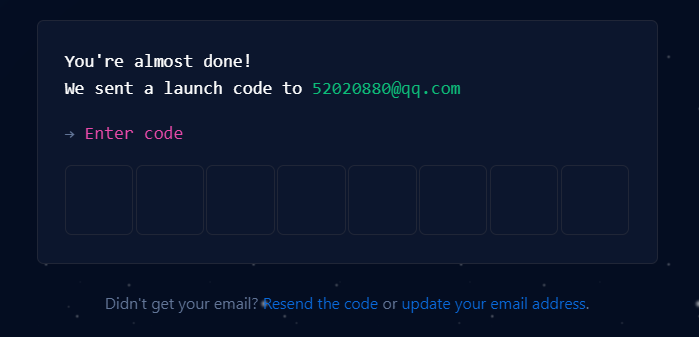 You're almost done!
We sent a launch code to 52020880@qq.com
→ Enter code
Didn't get your email? Resend the code or update your email address.